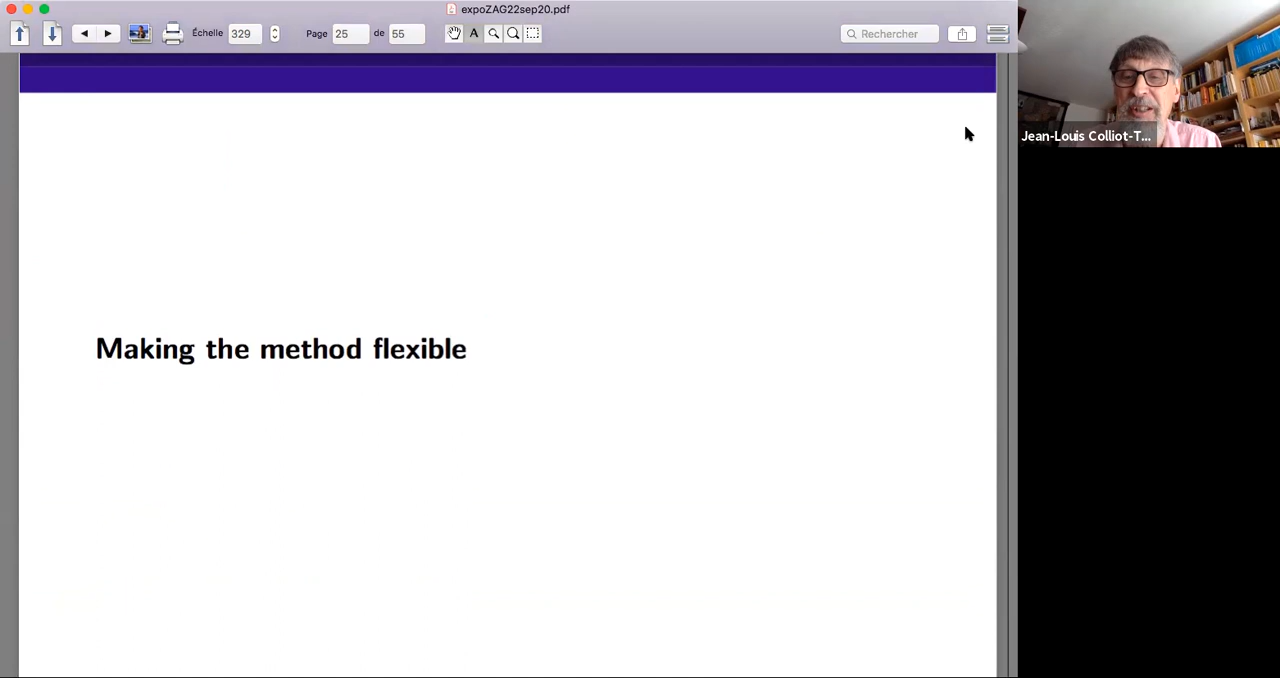 expoZAG22sep20.pdf
Échelle 329 Page 25 de 55 A Rechercher
Jean-Louis Colliot-T...
Making the method flexible